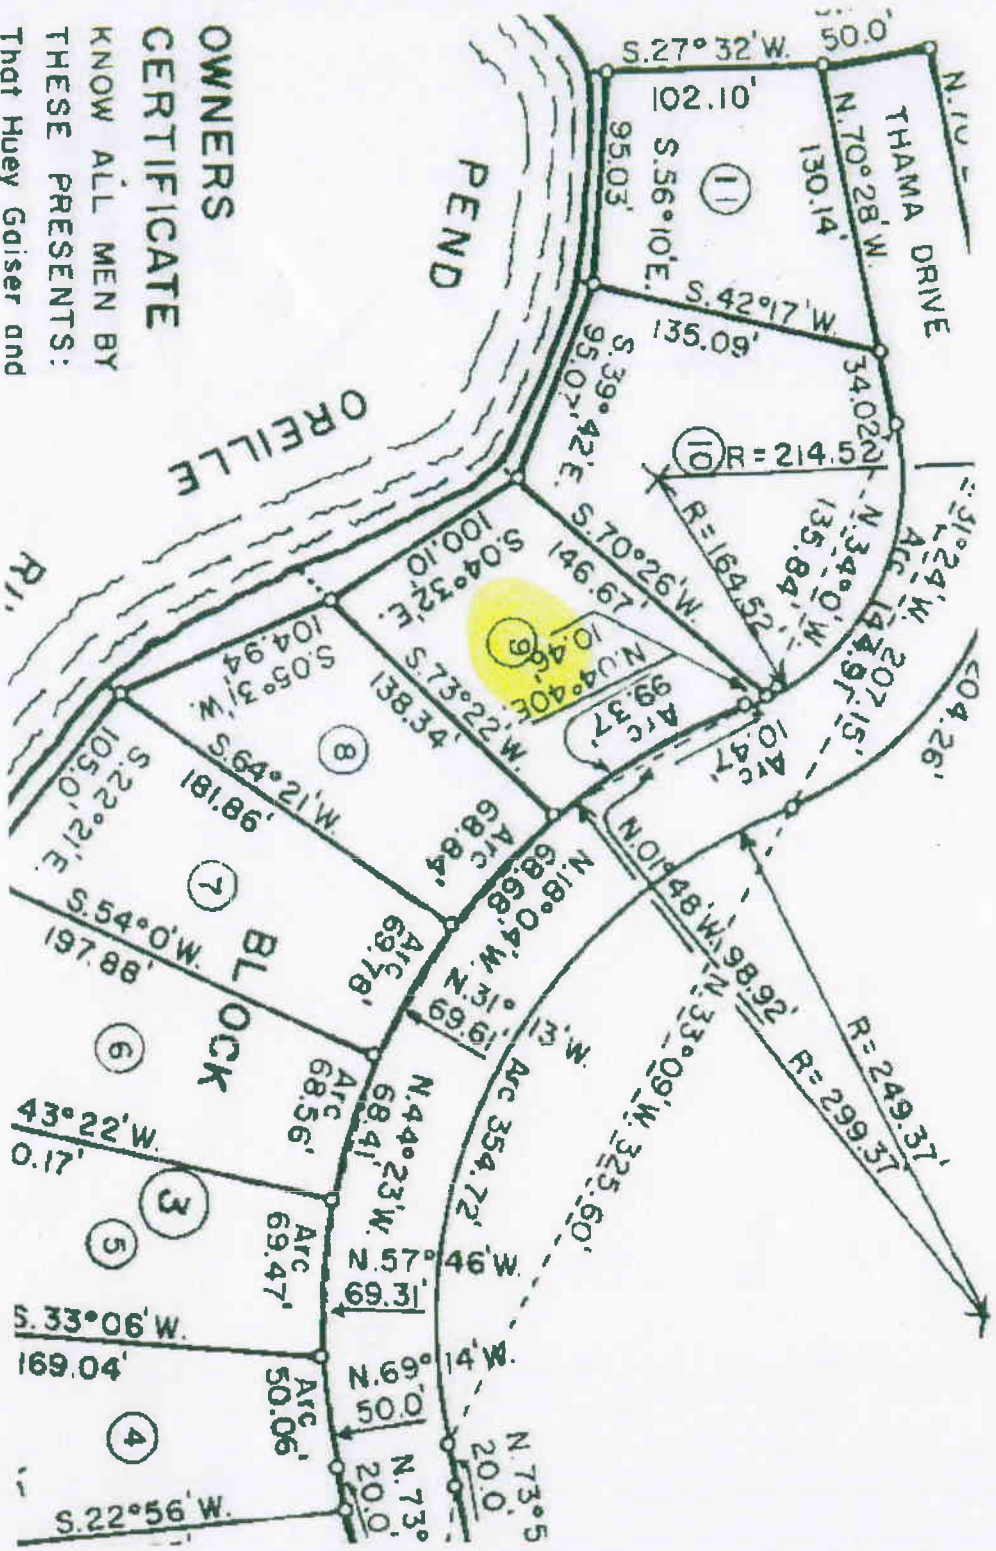 50.0'
S.27°32'W.
102.10'
N.70°28'W.
130.14'
THAMA DRIVE
11
S.56°10'E.
95.03'
S.42°17'W.
135.09'
34.02'
S.39°42'E.
95.07'
10
R=214.52
R=164.52'
N.34°0'W.
135.84'
Arc
207.15'
204.26'
S.70°26'W.
146.67'
S.04°32'E.
100.10'
9
10.46'
N.04°40'E.
Arc
99.37'
Arc
10.47'
S.73°22'W.
138.34'
N.01°48'W. 98.92'
N.33°09'W. 325.60'
R=249.37'
R=299.37'
8
S.05°31'W.
104.94'
S.64°21'W.
181.86'
Arc
68.84'
N.18°04'W.
68.68'
7
S.22°21'E.
105.0'
S.54°0'W.
197.88'
Arc
69.78'
N.31°13'W.
69.61'
Arc 354.72'
BLOCK
3
6
Arc
68.56'
N.44°23'W.
68.41'
43°22'W.
0.17'
5
Arc
69.47'
N.57°46'W.
69.31'
S.33°06'W.
169.04'
4
Arc
50.06'
N.69°14'W.
50.0'
N.73°
20.0'
N.73°5
20.0'
S.22°56'W.
PEND
OREILLE
OWNERS
CERTIFICATE
KNOW ALL MEN BY
THESE PRESENTS:
That Huey Gaiser and